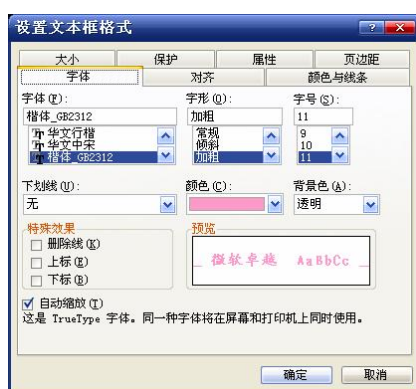 设置文本框格式
大小 保护 属性 页边距
字体 对齐 颜色与线条
字体(F): 字形(O): 字号(S):
楷体_GB2312 加粗 11
华文行楷 常规 9
华文中宋 倾斜 10
楷体_GB2312 加粗 11
下划线(U): 颜色(C): 背景色(A):
无 透明
特殊效果 预览
删除线(K)
上标(E) 微软卓越 AaBbCc
下标(B)
自动缩放(T)
这是 TrueType 字体。同一种字体将在屏幕和打印机上同时使用。
确定 取消